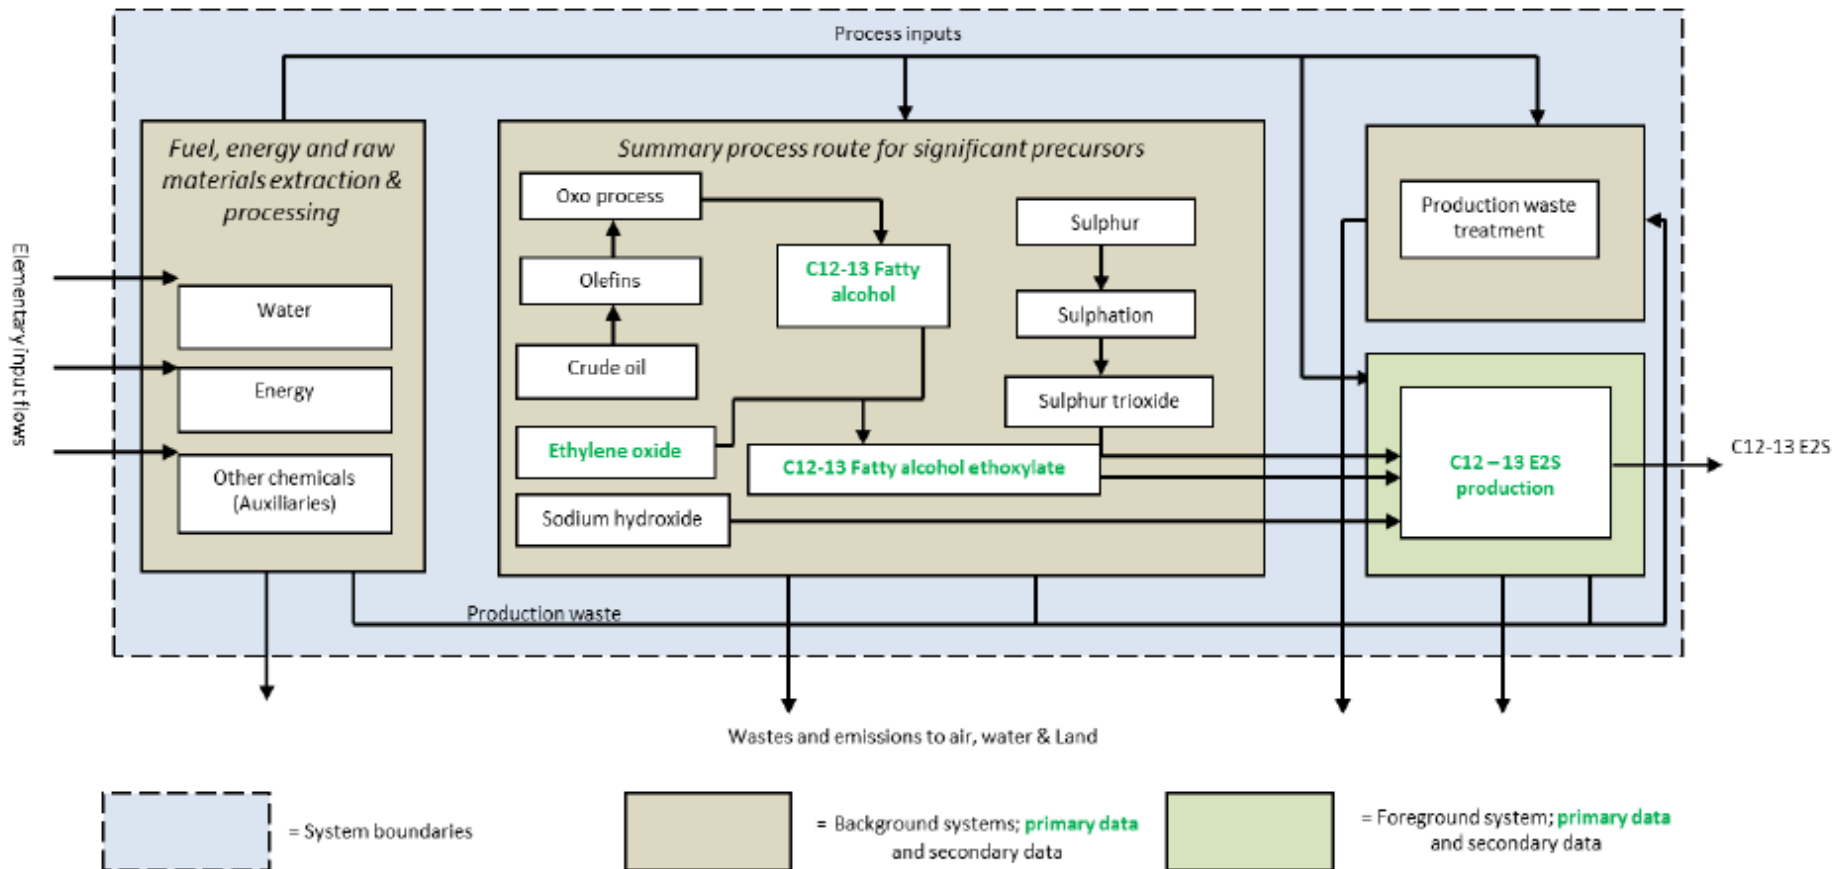 Process inputs
Fuel, energy and raw
materials extraction &
processing
Summary process route for significant precursors
Oxo process
Sulphur
Production waste
treatment
Elementary input flows
Olefins
C12-13 Fatty
alcohol
Water
Sulphation
Crude oil
Energy
Sulphur trioxide
Ethylene oxide
C12-13 Fatty alcohol ethoxylate
C12 – 13 E2S
production
C12-13 E2S
Other chemicals
(Auxiliaries)
Sodium hydroxide
Production waste
Wastes and emissions to air, water & Land
= System boundaries
= Background systems; primary data
and secondary data
= Foreground system; primary data
and secondary data